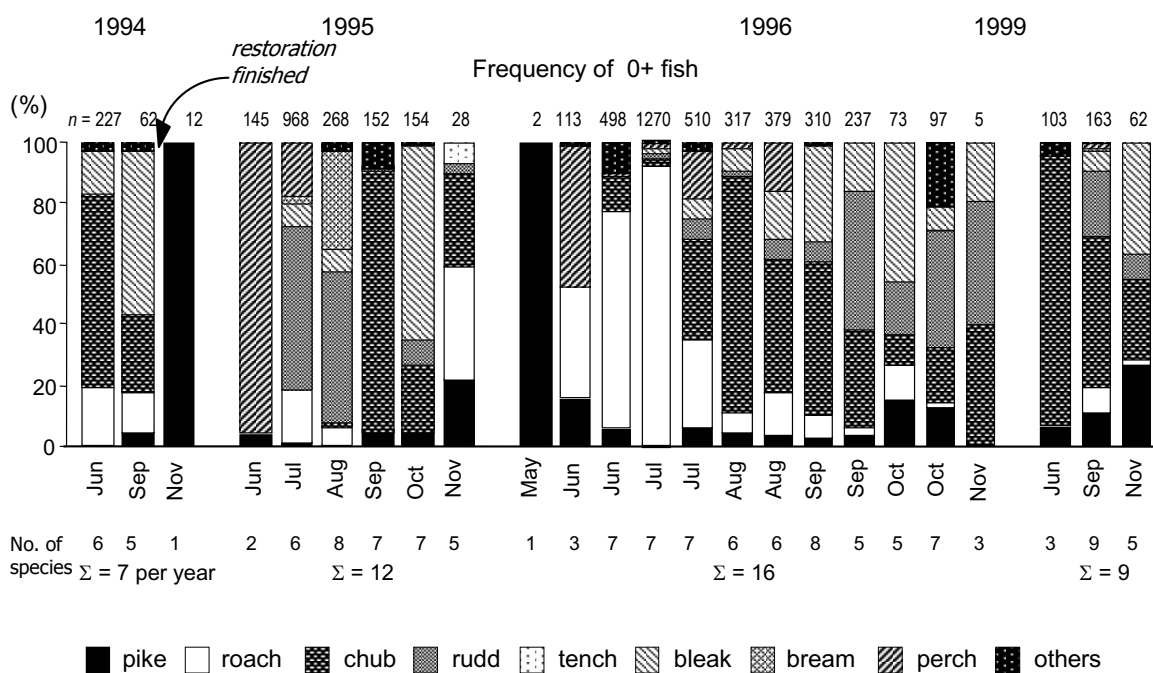 1994 1995 1996 1999
restoration
finished
Frequency of 0+ fish
(%)
n = 227 62 12 145 968 268 152 154 28 2 113 498 1270 510 317 379 310 237 73 97 5 103 163 62
100
80
60
40
20
0
Jun Sep Nov Jun Jul Aug Sep Oct Nov May Jun Jun Jul Jul Aug Aug Sep Sep Oct Oct Nov Jun Sep Nov
No. of
species
6 5 1 2 6 8 7 7 5 1 3 7 7 7 6 6 8 5 5 7 3 3 9 5
Σ = 7 per year Σ = 12 Σ = 16 Σ = 9
pike roach chub rudd tench bleak bream perch others